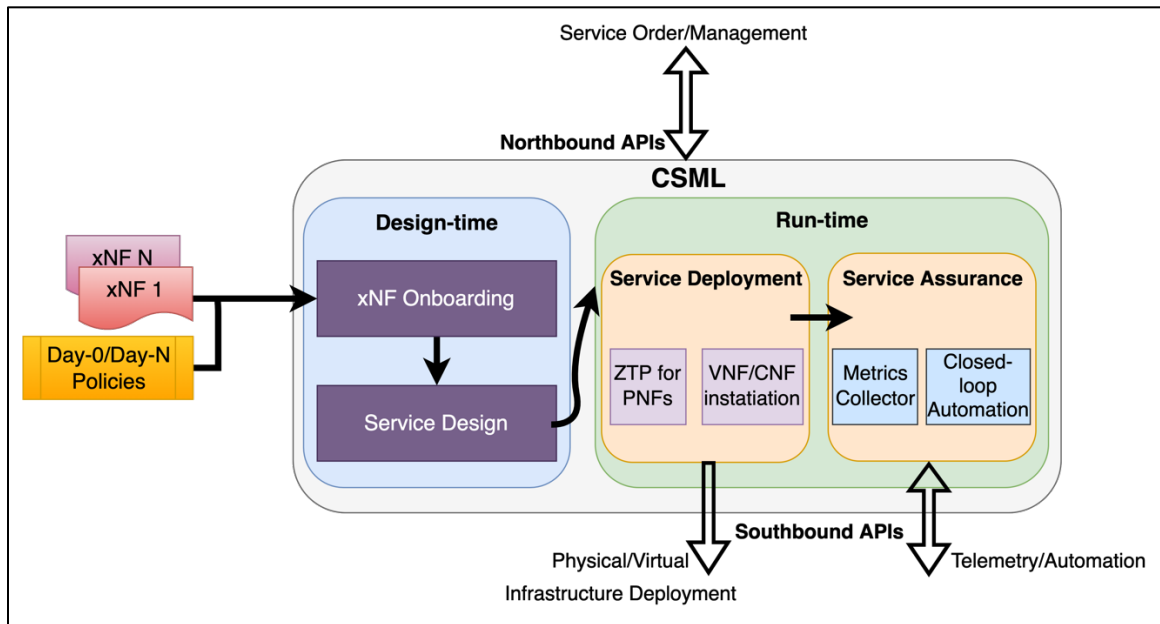 Service Order/Management
Northbound APIs
CSML
Design-time
Run-time
xNF N
xNF 1
Day-0/Day-N
Policies
xNF Onboarding
Service Design
Service Deployment
ZTP for
PNFs
VNF/CNF
instatiation
Service Assurance
Metrics
Collector
Closed-
loop
Automation
Southbound APIs
Physical/Virtual
Infrastructure Deployment
Telemetry/Automation